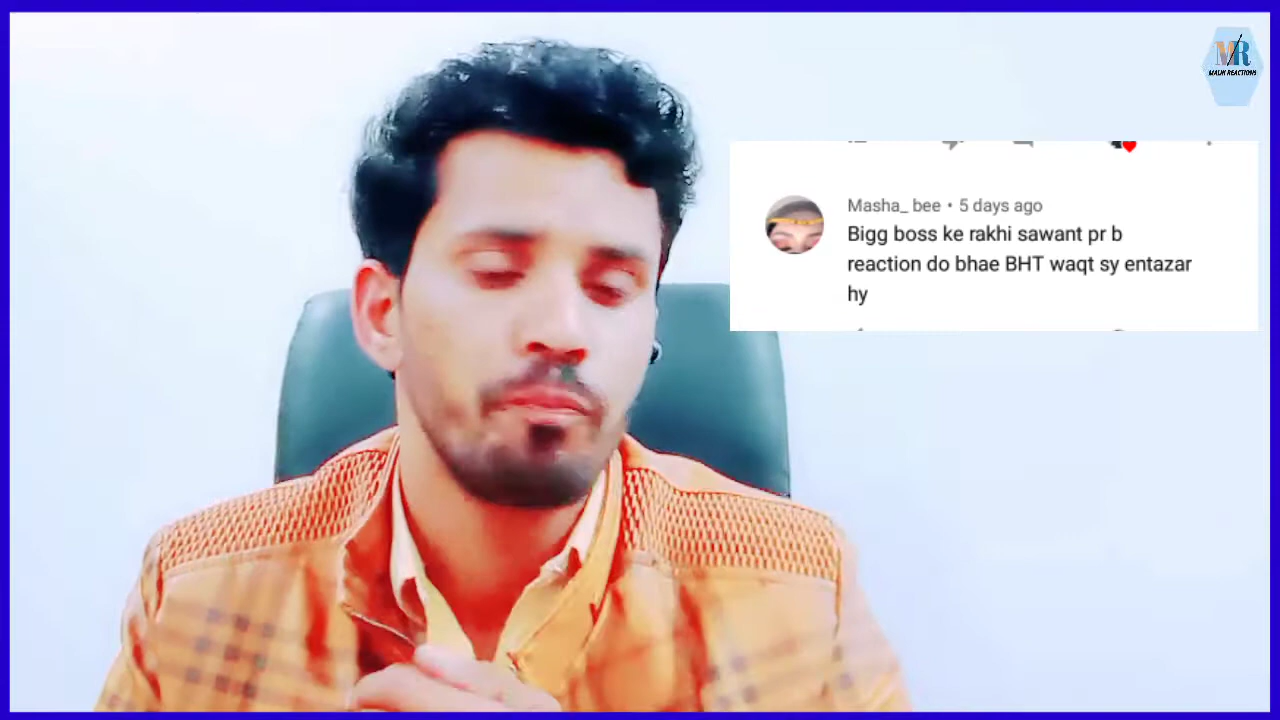 MR
MALIK REACTIONS
Masha_ bee • 5 days ago
Bigg boss ke rakhi sawant pr b
reaction do bhae BHT waqt sy entazar
hy